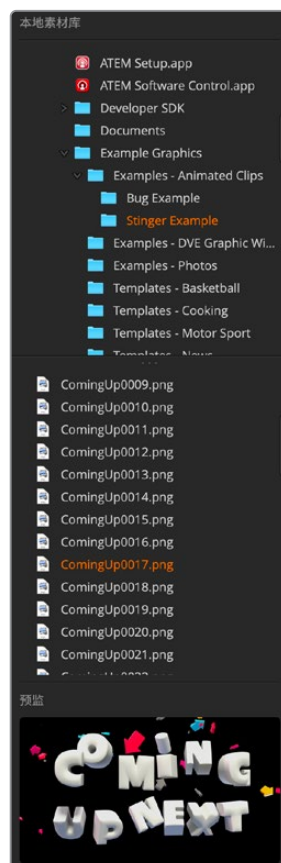 本地素材库
ATEM Setup.app
ATEM Software Control.app
Developer SDK
Documents
Example Graphics
Examples - Animated Clips
Bug Example
Stinger Example
Examples - DVE Graphic Wi...
Examples - Photos
Templates - Basketball
Templates - Cooking
Templates - Motor Sport
Templates - News
ComingUp0009.png
ComingUp0010.png
ComingUp0011.png
ComingUp0012.png
ComingUp0013.png
ComingUp0014.png
ComingUp0015.png
ComingUp0016.png
ComingUp0017.png
ComingUp0018.png
ComingUp0019.png
ComingUp0020.png
ComingUp0021.png
预监
COMING
UP NEXT